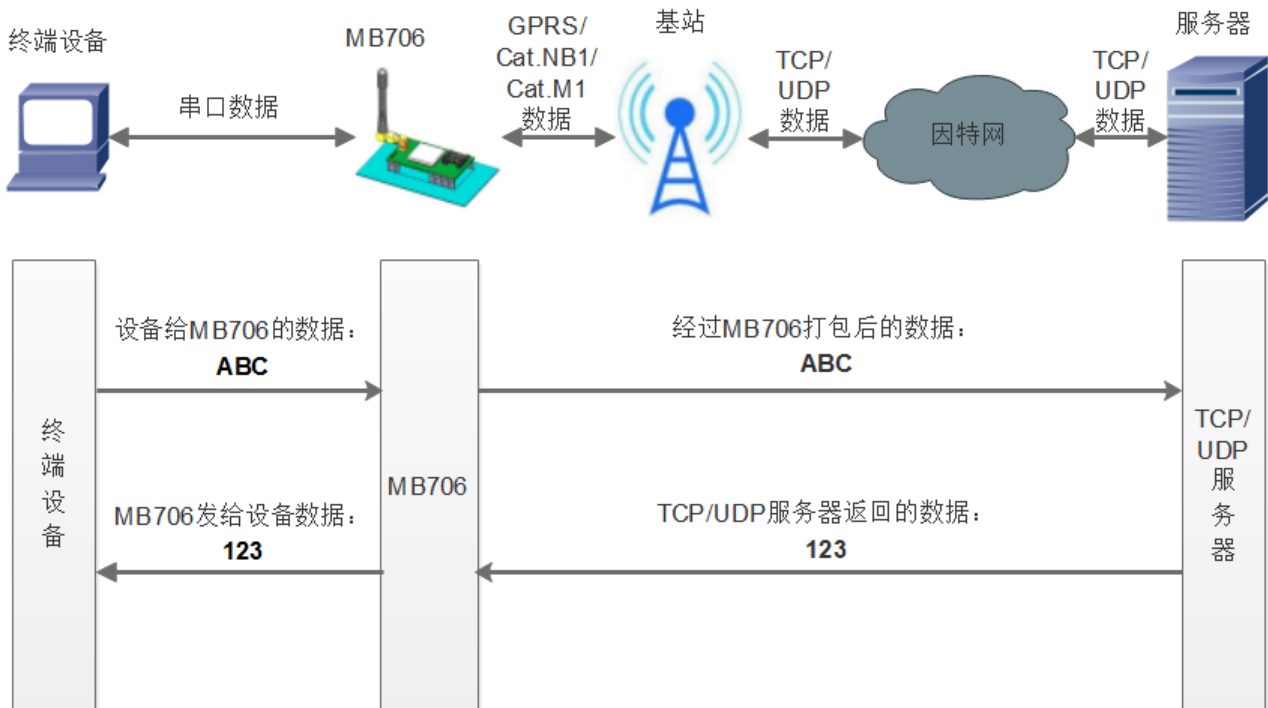 终端设备
MB706
GPRS/
Cat.NB1/
Cat.M1
数据
基站
TCP/
UDP
数据
TCP/
UDP
数据
服务器
串口数据
因特网
设备给MB706的数据：
ABC
经过MB706打包后的数据：
ABC
终
端
设
备
MB706
TCP/
UDP
服
务
器
MB706发给设备数据：
123
TCP/UDP服务器返回的数据：
123